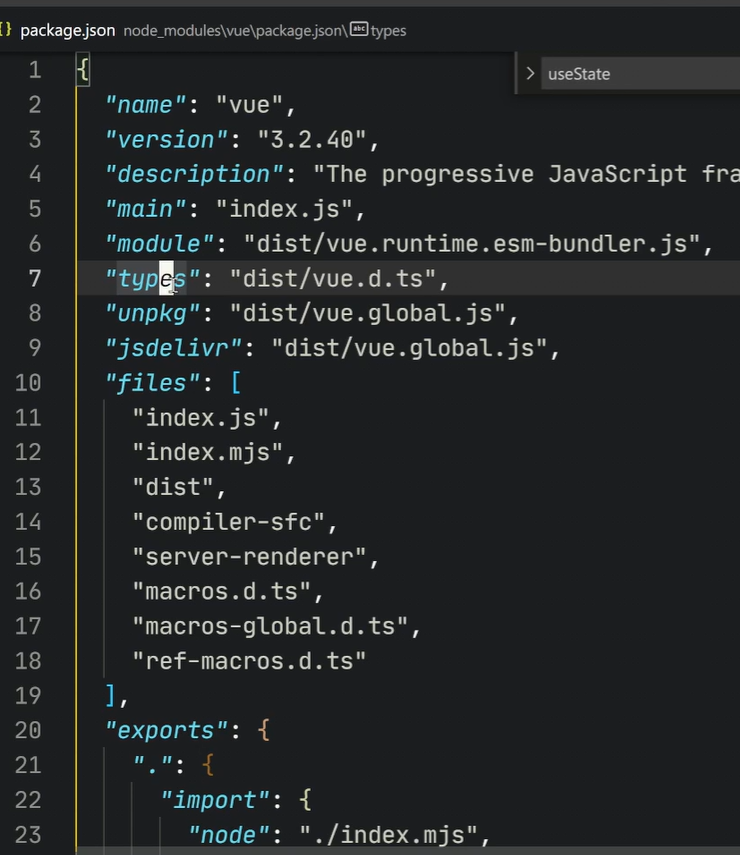 {} package.json node_modules\vue\package.json\abc types
> useState
1 {
2 "name": "vue",
3 "version": "3.2.40",
4 "description": "The progressive JavaScript fra
5 "main": "index.js",
6 "module": "dist/vue.runtime.esm-bundler.js",
7 "types": "dist/vue.d.ts",
8 "unpkg": "dist/vue.global.js",
9 "jsdelivr": "dist/vue.global.js",
10 "files": [
11 "index.js",
12 "index.mjs",
13 "dist",
14 "compiler-sfc",
15 "server-renderer",
16 "macros.d.ts",
17 "macros-global.d.ts",
18 "ref-macros.d.ts"
19 ],
20 "exports": {
21 ".": {
22 "import": {
23 "node": "./index.mjs",